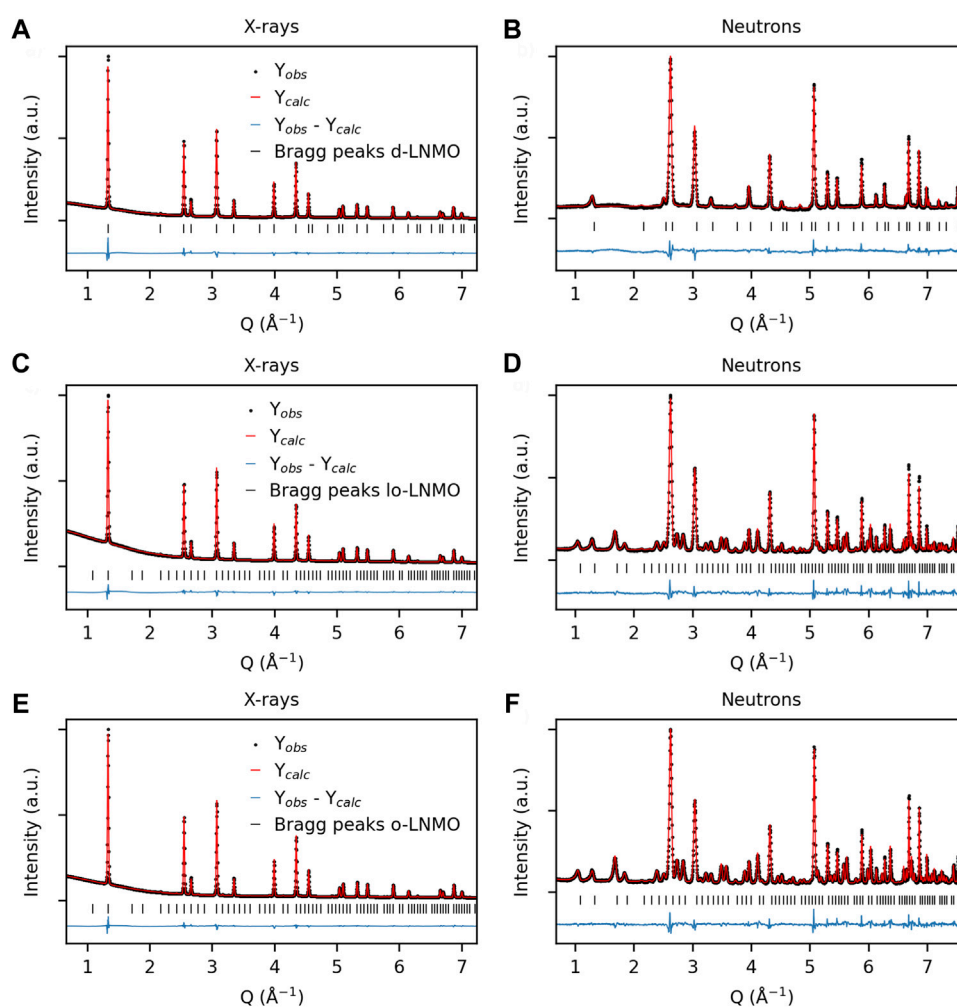 A
X-rays
Intensity (a.u.)
Y_obs
Y_calc
Y_obs - Y_calc
Bragg peaks d-LNMO
1 2 3 4 5 6 7
Q (Å⁻¹)
B
Neutrons
Intensity (a.u.)
1 2 3 4 5 6 7
Q (Å⁻¹)
C
X-rays
Intensity (a.u.)
Y_obs
Y_calc
Y_obs - Y_calc
Bragg peaks lo-LNMO
1 2 3 4 5 6 7
Q (Å⁻¹)
D
Neutrons
Intensity (a.u.)
1 2 3 4 5 6 7
Q (Å⁻¹)
E
X-rays
Intensity (a.u.)
Y_obs
Y_calc
Y_obs - Y_calc
Bragg peaks o-LNMO
1 2 3 4 5 6 7
Q (Å⁻¹)
F
Neutrons
Intensity (a.u.)
1 2 3 4 5 6 7
Q (Å⁻¹)